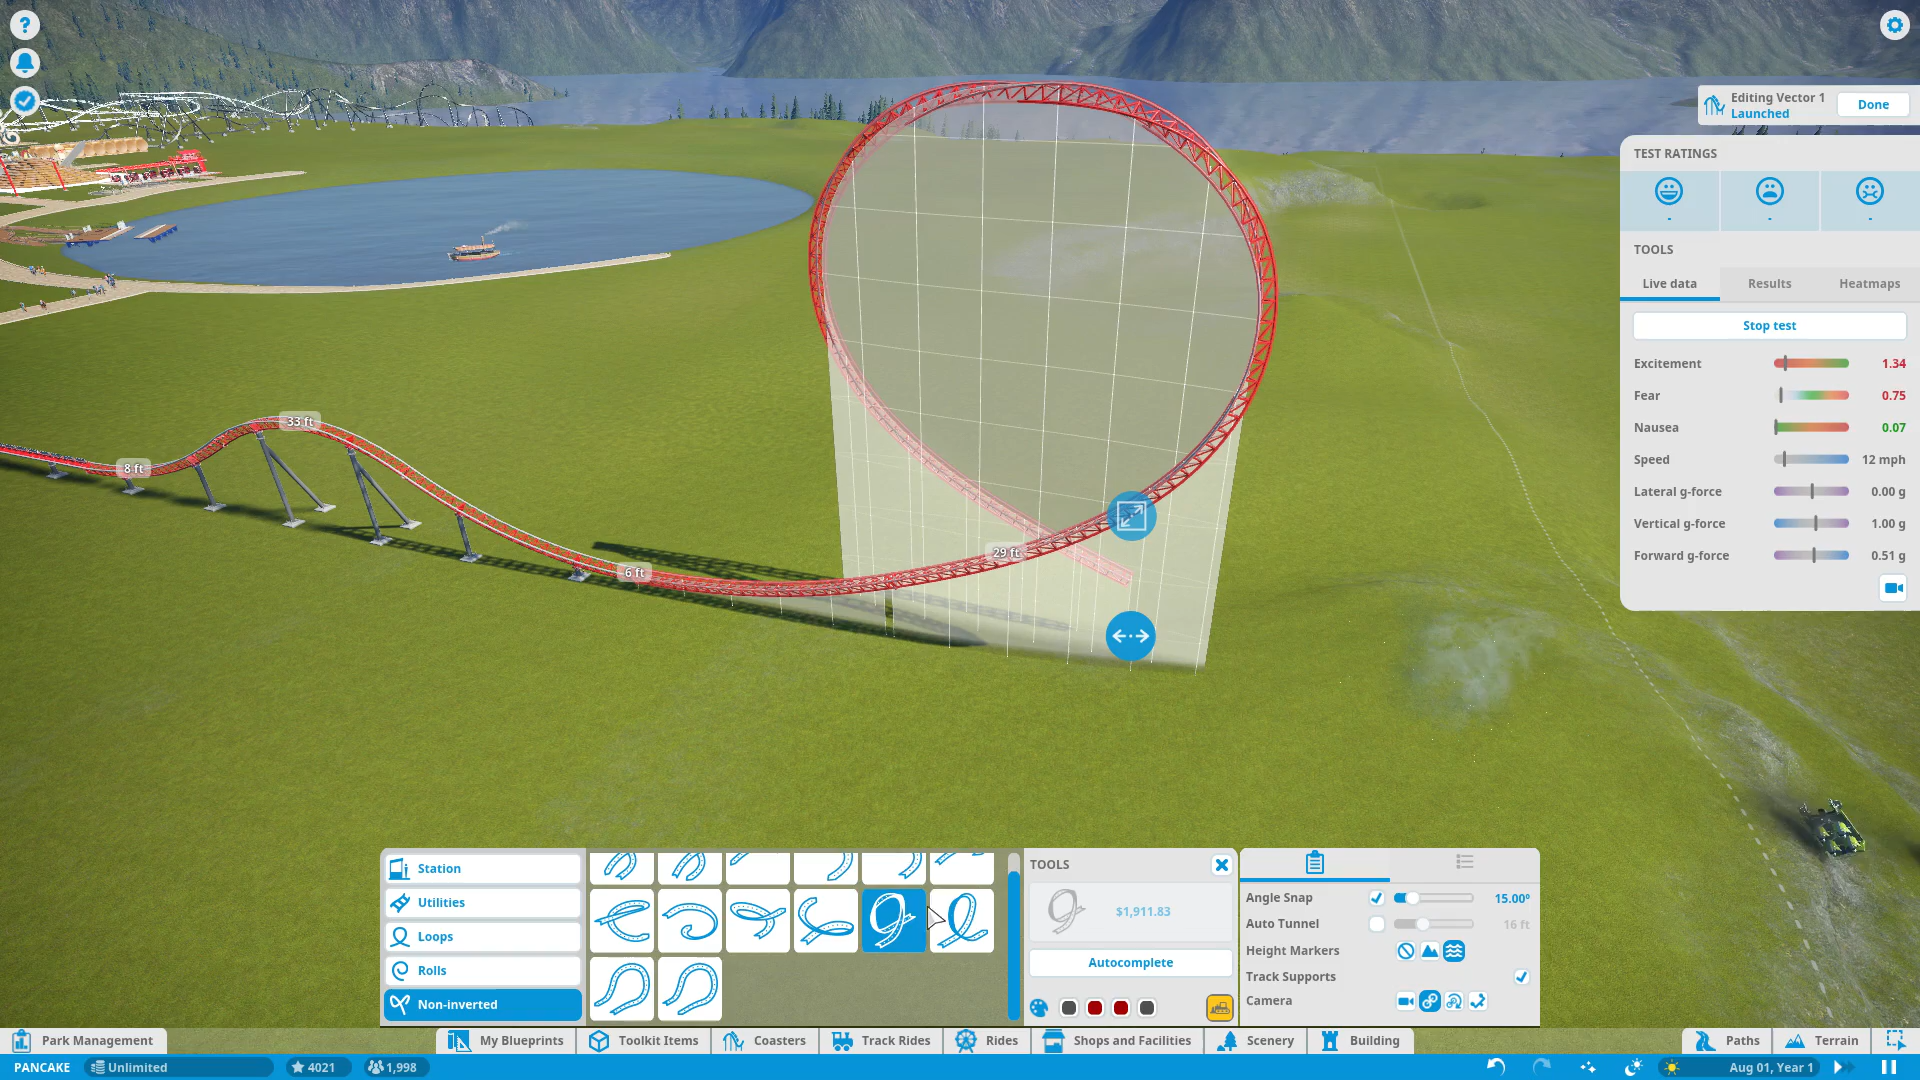 ?
Editing Vector 1
Launched
Done
TEST RATINGS
- - -
TOOLS
Live data Results Heatmaps
Stop test
Excitement 1.34
Fear 0.75
Nausea 0.07
Speed 12 mph
Lateral g-force 0.00 g
Vertical g-force 1.00 g
Forward g-force 0.51 g
33 ft
8 ft
29 ft
6 ft
Station
Utilities
Loops
Rolls
Non-inverted
TOOLS
$1,911.83
Autocomplete
Angle Snap 15.00º
Auto Tunnel 16 ft
Height Markers
Track Supports
Camera
Park Management
My Blueprints
Toolkit Items
Coasters
Track Rides
Rides
Shops and Facilities
Scenery
Building
Paths
Terrain
PANCAKE
Unlimited
4021
1,998
Aug 01, Year 1